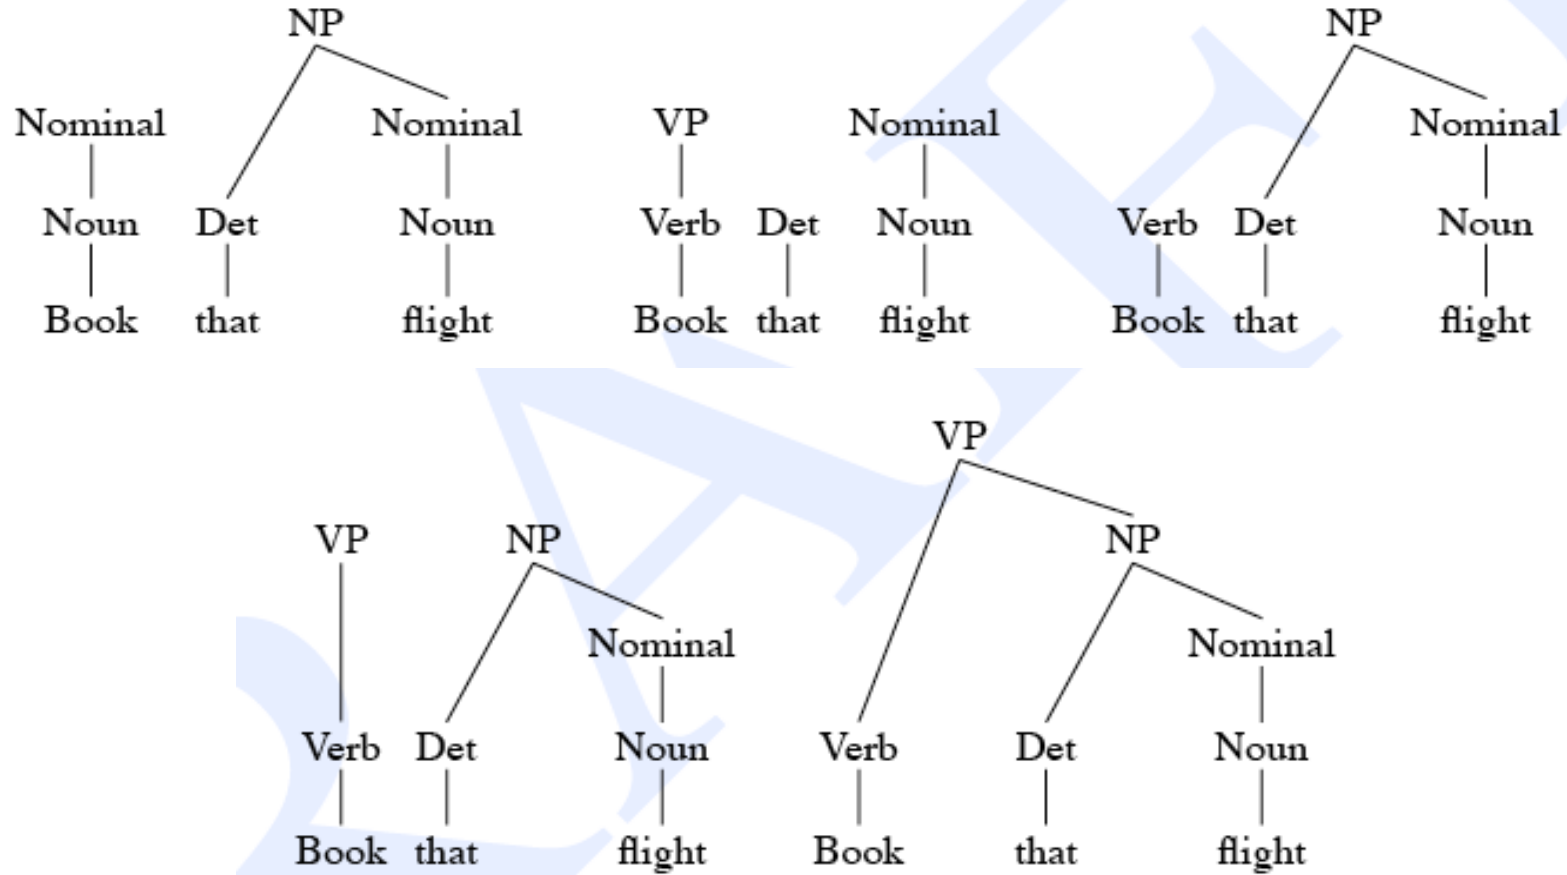 NP NP
Nominal Nominal VP Nominal Nominal
Noun Det Noun Verb Det Noun Verb Det Noun
Book that flight Book that flight Book that flight
VP
VP NP NP
Nominal Nominal
Verb Det Noun Verb Det Noun
Book that flight Book that flight